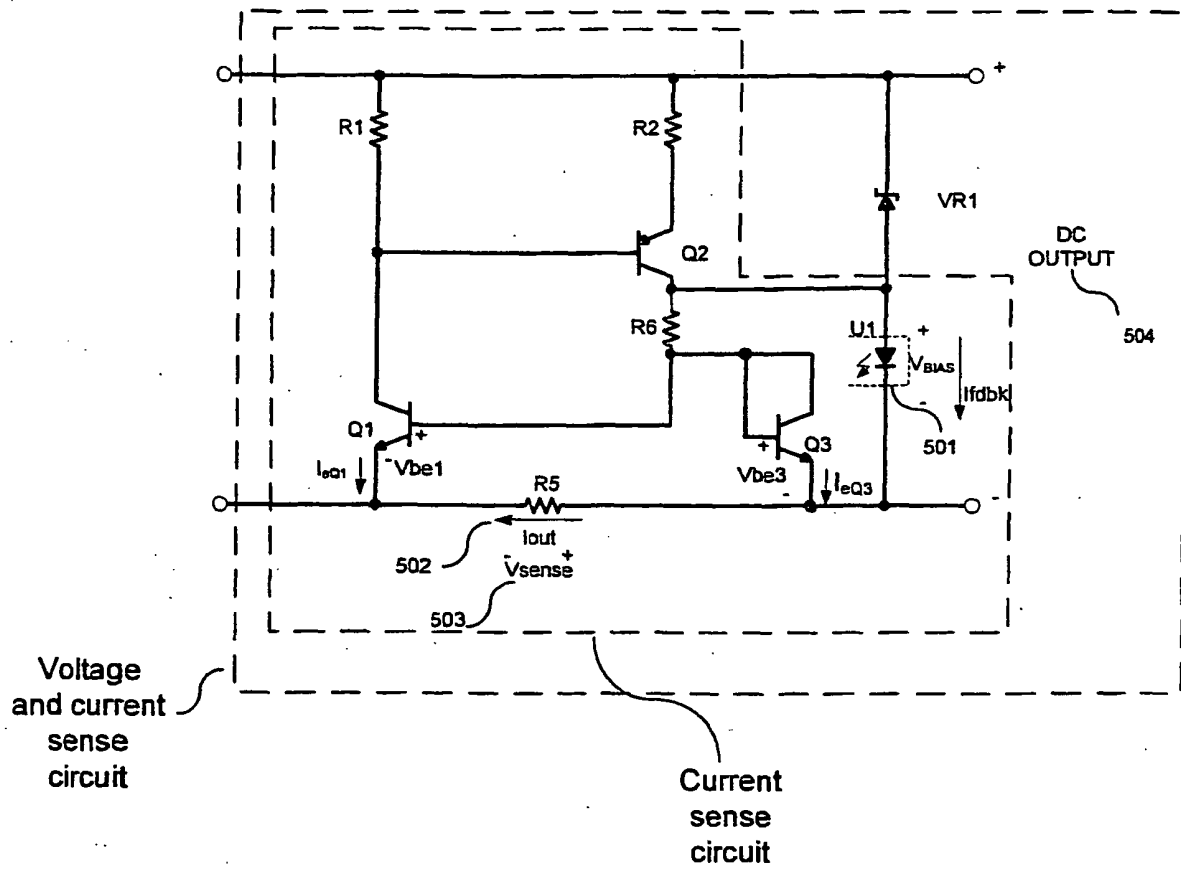 +
R1
R2
VR1
Q2
DC
OUTPUT
504
R6
U1
+
VBIAS
-
Ifdbk
501
Q1
+
- Vbe1
IeQ1
Q3
+
Vbe3
-
IeQ3
R5
-
Iout
502
- +
Vsense
503
Voltage
and current
sense
circuit
Current
sense
circuit